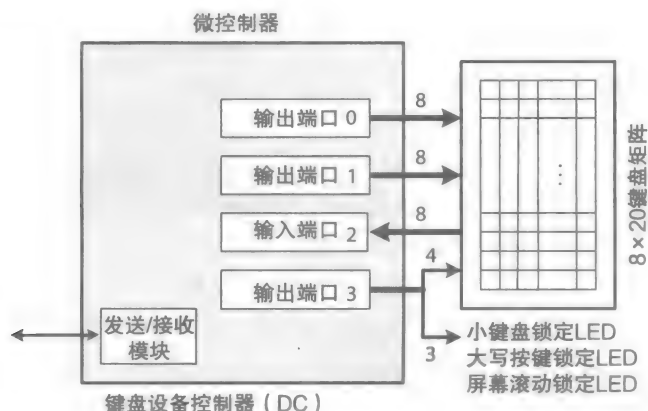 微控制器
输出端口 0
8
输出端口 1
8
输入端口 2
8
输出端口 3
4
3
发送/接收
模块
8×20键盘矩阵
小键盘锁定LED
大写按键锁定LED
屏幕滚动锁定LED
键盘设备控制器（DC）